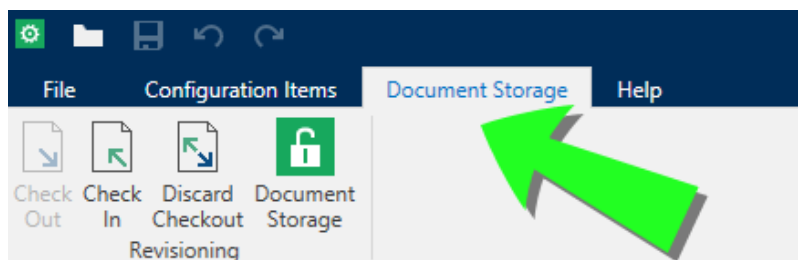 File Configuration Items Document Storage Help
Check Out
Check In
Discard Checkout
Document Storage
Revisioning